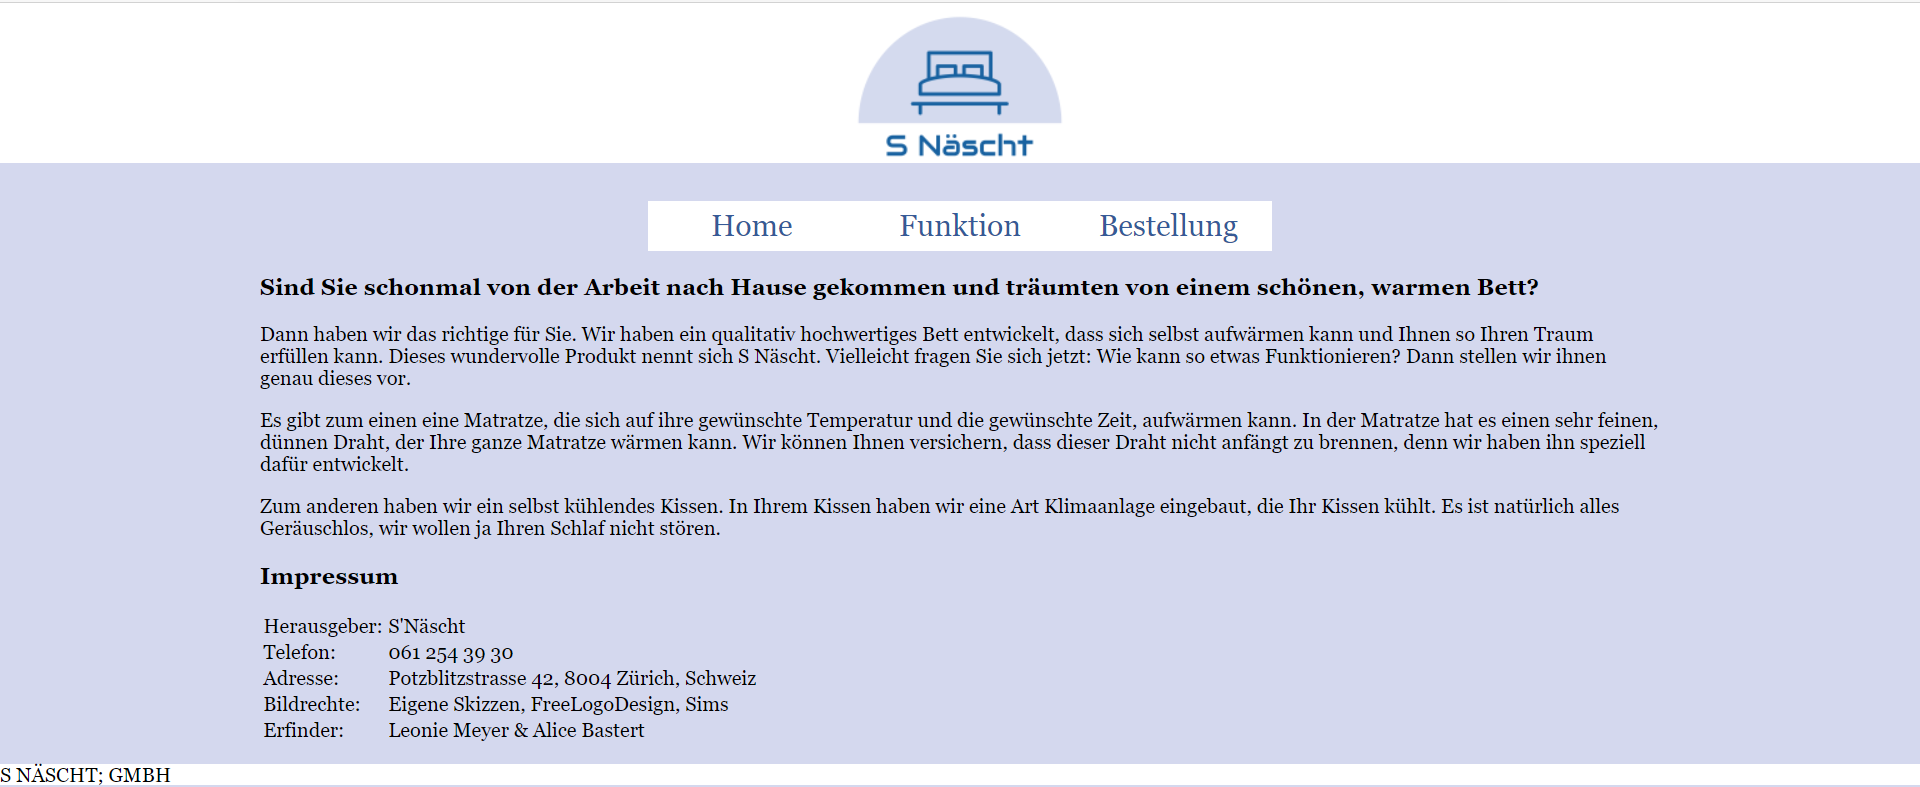 S Näscht
Home Funktion Bestellung
Sind Sie schonmal von der Arbeit nach Hause gekommen und träumten von einem schönen, warmen Bett?
Dann haben wir das richtige für Sie. Wir haben ein qualitativ hochwertiges Bett entwickelt, dass sich selbst aufwärmen kann und Ihnen so Ihren Traum
erfüllen kann. Dieses wundervolle Produkt nennt sich S Näscht. Vielleicht fragen Sie sich jetzt: Wie kann so etwas Funktionieren? Dann stellen wir ihnen
genau dieses vor.
Es gibt zum einen eine Matratze, die sich auf ihre gewünschte Temperatur und die gewünschte Zeit, aufwärmen kann. In der Matratze hat es einen sehr feinen,
dünnen Draht, der Ihre ganze Matratze wärmen kann. Wir können Ihnen versichern, dass dieser Draht nicht anfängt zu brennen, denn wir haben ihn speziell
dafür entwickelt.
Zum anderen haben wir ein selbst kühlendes Kissen. In Ihrem Kissen haben wir eine Art Klimaanlage eingebaut, die Ihr Kissen kühlt. Es ist natürlich alles
Geräuschlos, wir wollen ja Ihren Schlaf nicht stören.
Impressum
Herausgeber: S'Näscht
Telefon: 061 254 39 30
Adresse: Potzblitzstrasse 42, 8004 Zürich, Schweiz
Bildrechte: Eigene Skizzen, FreeLogoDesign, Sims
Erfinder: Leonie Meyer & Alice Bastert
S NÄSCHT; GMBH